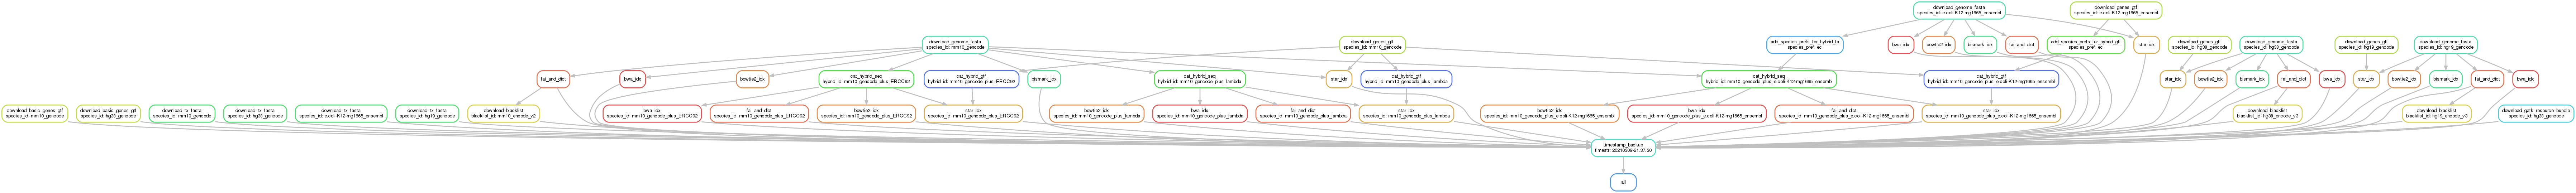 download_genome_fasta
species_id: e.coli-K12-mg1665_ensembl
download_genes_gtf
species_id: e.coli-K12-mg1665_ensembl
download_genome_fasta
species_id: mm10_gencode
download_genes_gtf
species_id: mm10_gencode
add_species_prefs_for_hybrid_fa
species_pref: ec
bwa_idx
bowtie2_idx
bismark_idx
fai_and_dict
add_species_prefs_for_hybrid_gtf
species_pref: ec
star_idx
download_genes_gtf
species_id: hg38_gencode
download_genome_fasta
species_id: hg38_gencode
download_genes_gtf
species_id: hg19_gencode
download_genome_fasta
species_id: hg19_gencode
fai_and_dict
bwa_idx
bowtie2_idx
cat_hybrid_seq
hybrid_id: mm10_gencode_plus_ERCC92
cat_hybrid_gtf
hybrid_id: mm10_gencode_plus_ERCC92
bismark_idx
cat_hybrid_seq
hybrid_id: mm10_gencode_plus_lambda
star_idx
cat_hybrid_gtf
hybrid_id: mm10_gencode_plus_lambda
cat_hybrid_seq
hybrid_id: mm10_gencode_plus_e.coli-K12-mg1665_ensembl
cat_hybrid_gtf
hybrid_id: mm10_gencode_plus_e.coli-K12-mg1665_ensembl
star_idx
bowtie2_idx
bismark_idx
fai_and_dict
bwa_idx
star_idx
bowtie2_idx
bismark_idx
fai_and_dict
bwa_idx
download_basic_genes_gtf
species_id: mm10_gencode
download_basic_genes_gtf
species_id: hg38_gencode
download_tx_fasta
species_id: mm10_gencode
download_tx_fasta
species_id: hg38_gencode
download_tx_fasta
species_id: e.coli-K12-mg1665_ensembl
download_tx_fasta
species_id: hg19_gencode
download_blacklist
blacklist_id: mm10_encode_v2
bwa_idx
species_id: mm10_gencode_plus_ERCC92
fai_and_dict
species_id: mm10_gencode_plus_ERCC92
bowtie2_idx
species_id: mm10_gencode_plus_ERCC92
star_idx
species_id: mm10_gencode_plus_ERCC92
bowtie2_idx
species_id: mm10_gencode_plus_lambda
bwa_idx
species_id: mm10_gencode_plus_lambda
fai_and_dict
species_id: mm10_gencode_plus_lambda
star_idx
species_id: mm10_gencode_plus_lambda
bowtie2_idx
species_id: mm10_gencode_plus_e.coli-K12-mg1665_ensembl
bwa_idx
species_id: mm10_gencode_plus_e.coli-K12-mg1665_ensembl
fai_and_dict
species_id: mm10_gencode_plus_e.coli-K12-mg1665_ensembl
star_idx
species_id: mm10_gencode_plus_e.coli-K12-mg1665_ensembl
download_blacklist
blacklist_id: hg38_encode_v3
download_blacklist
blacklist_id: hg19_encode_v3
download_gatk_resource_bundle
species_id: hg38_gencode
timestamp_backup
timestr: 20210309-21.37.30
all